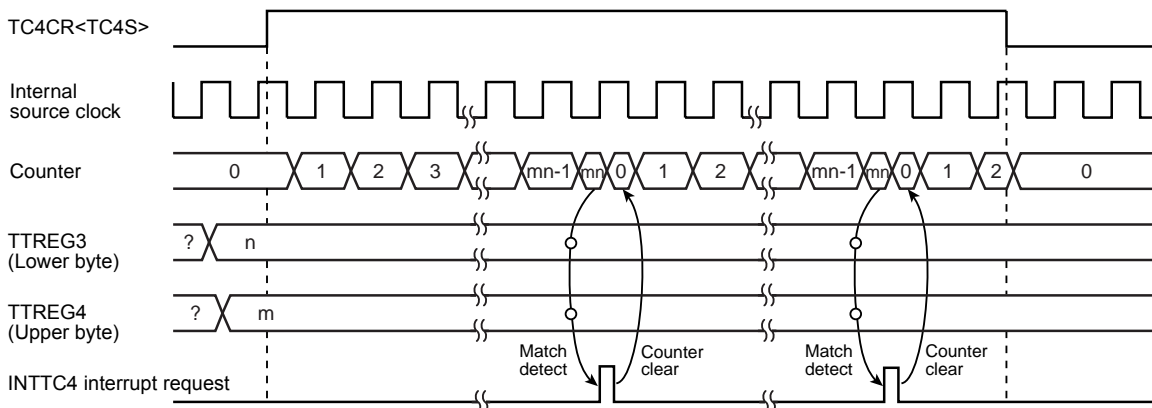 TC4CR<TC4S>
Internal
source clock
Counter
0 1 2 3 mn-1 mn 0 1 2 mn-1 mn 0 1 2 0
TTREG3
(Lower byte)
? n
TTREG4
(Upper byte)
? m
Match
detect
Counter
clear
Match
detect
Counter
clear
INTTC4 interrupt request